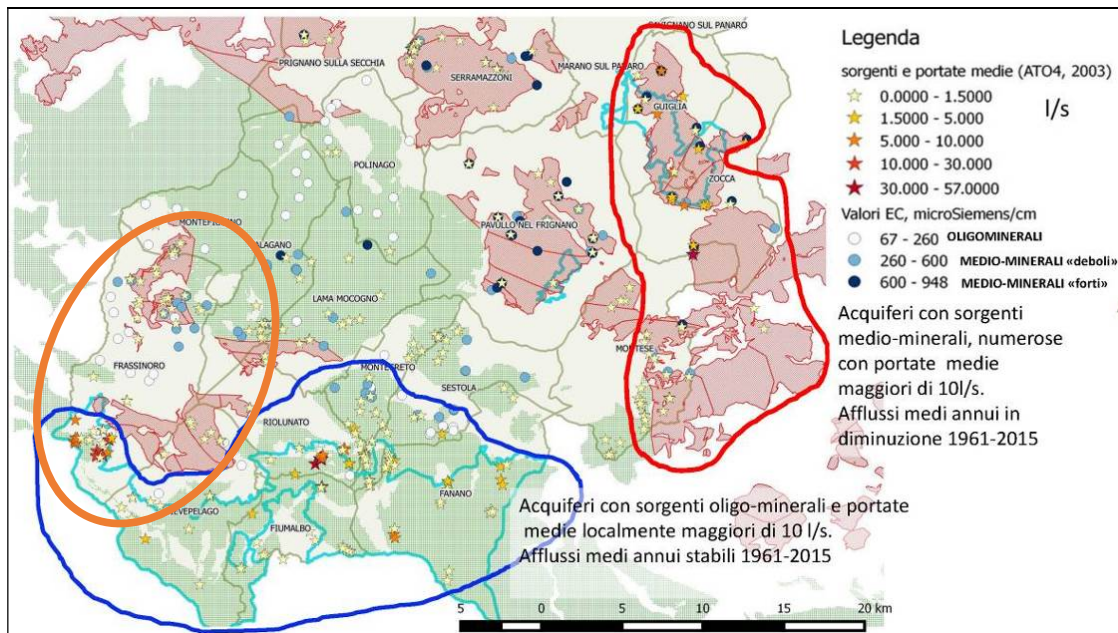 SAVIGNANO SUL PANARO
PRIGNANO SULLA SECCHIA
SERRAMAZZONI
MARANO SUL PANARO
GUIGLIA
POLINAGO
ZOCCA
MONTEFIORINO
PAVULLO NEL FRIGNANO
PALAGANO
LAMA MOCOGNO
MONTESE
FRASSINORO
MONTECRETO
SESTOLA
RIOLUNATO
FANANO
PIEVEPELAGO
FIUMALBO
Legenda
sorgenti e portate medie (ATO4, 2003)
0.0000 - 1.5000
l/s
1.5000 - 5.000
5.000 - 10.000
10.000 - 30.000
30.000 - 57.0000
Valori EC, microSiemens/cm
67 - 260 OLIGOMINERALI
260 - 600 MEDIO-MINERALI «deboli»
600 - 948 MEDIO-MINERALI «forti»
Acquiferi con sorgenti
medio-minerali, numerose
con portate medie
maggiori di 10l/s.
Afflussi medi annui in
diminuzione 1961-2015
Acquiferi con sorgenti oligo-minerali e portate
medie localmente maggiori di 10 l/s.
Afflussi medi annui stabili 1961-2015
5 0 5 10 15 20 km